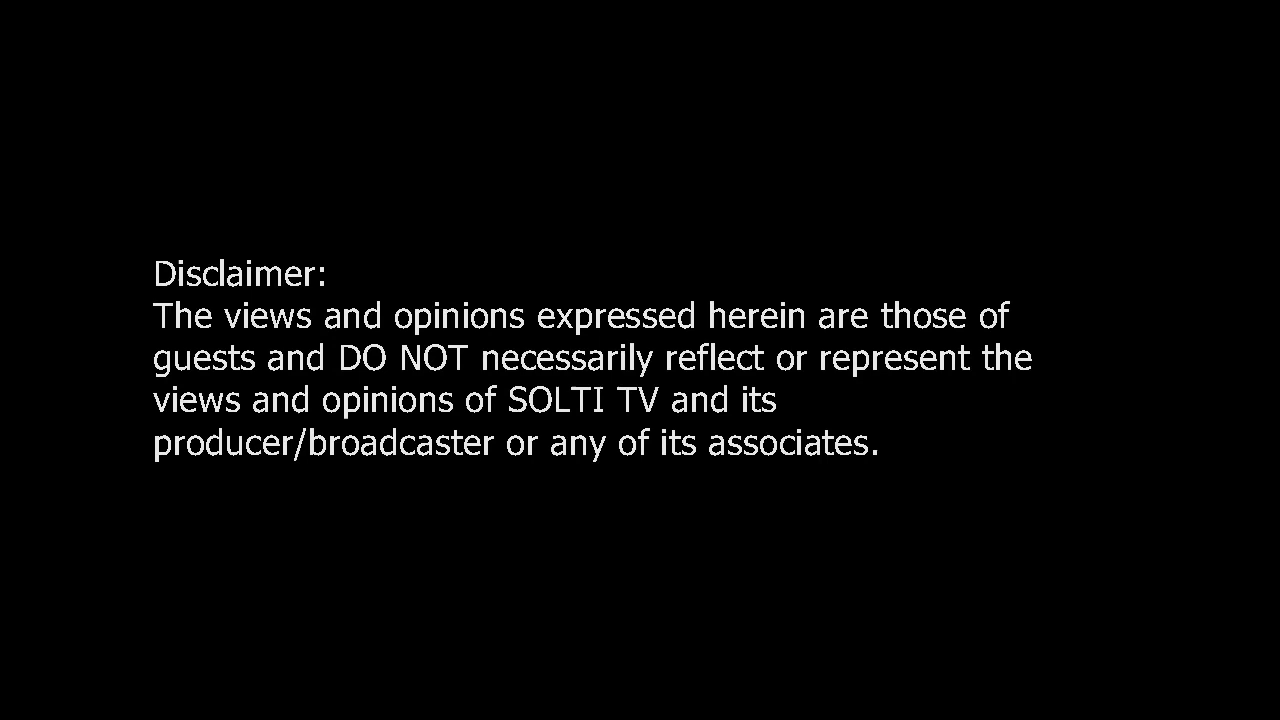 Disclaimer:
The views and opinions expressed herein are those of
guests and DO NOT necessarily reflect or represent the
views and opinions of SOLTI TV and its
producer/broadcaster or any of its associates.